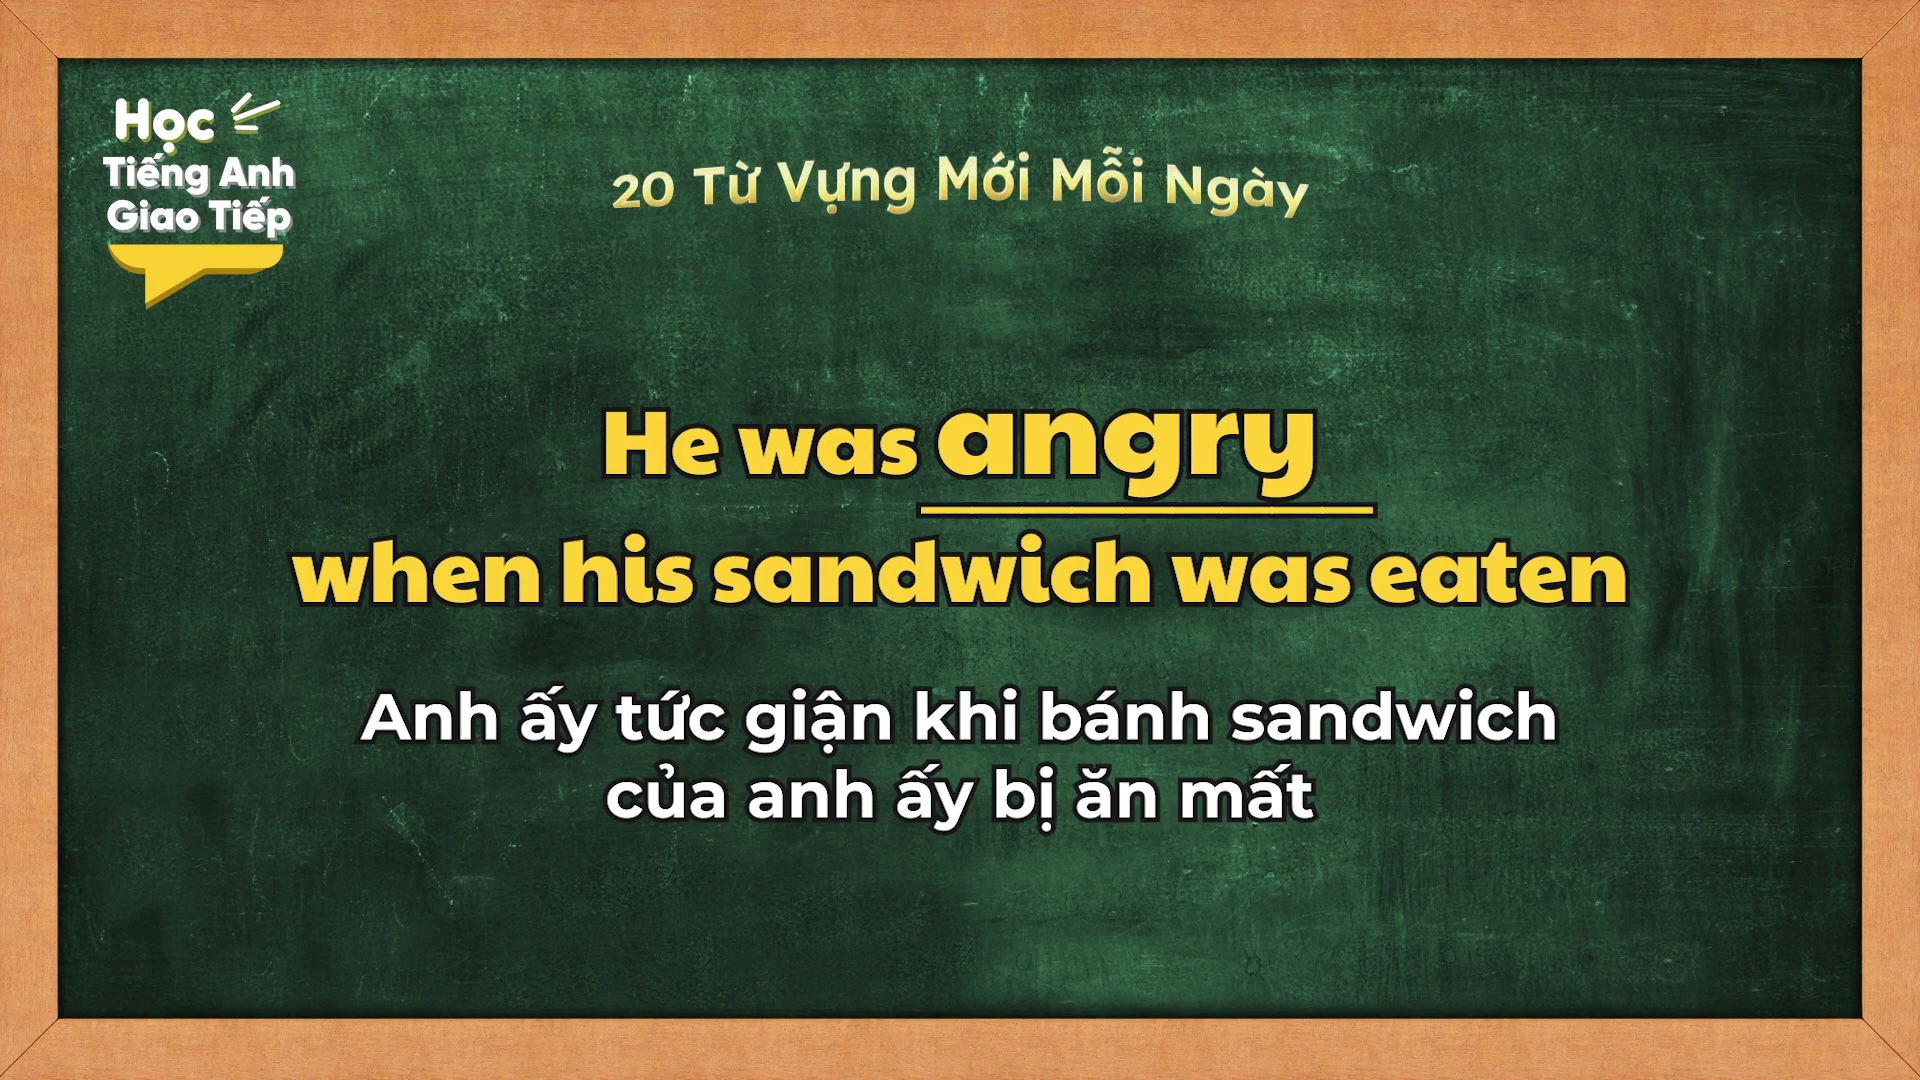 Học
Tiếng Anh
Giao Tiếp
20 Từ Vựng Mới Mỗi Ngày
He was angry
when his sandwich was eaten
Anh ấy tức giận khi bánh sandwich
của anh ấy bị ăn mất